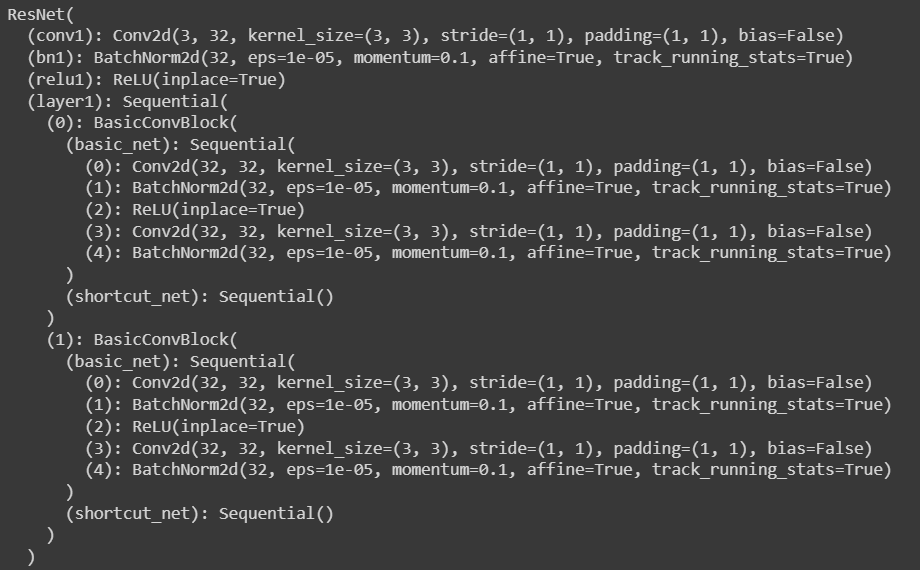 ResNet(
  (conv1): Conv2d(3, 32, kernel_size=(3, 3), stride=(1, 1), padding=(1, 1), bias=False)
  (bn1): BatchNorm2d(32, eps=1e-05, momentum=0.1, affine=True, track_running_stats=True)
  (relu1): ReLU(inplace=True)
  (layer1): Sequential(
    (0): BasicConvBlock(
      (basic_net): Sequential(
        (0): Conv2d(32, 32, kernel_size=(3, 3), stride=(1, 1), padding=(1, 1), bias=False)
        (1): BatchNorm2d(32, eps=1e-05, momentum=0.1, affine=True, track_running_stats=True)
        (2): ReLU(inplace=True)
        (3): Conv2d(32, 32, kernel_size=(3, 3), stride=(1, 1), padding=(1, 1), bias=False)
        (4): BatchNorm2d(32, eps=1e-05, momentum=0.1, affine=True, track_running_stats=True)
      )
      (shortcut_net): Sequential()
    )
    (1): BasicConvBlock(
      (basic_net): Sequential(
        (0): Conv2d(32, 32, kernel_size=(3, 3), stride=(1, 1), padding=(1, 1), bias=False)
        (1): BatchNorm2d(32, eps=1e-05, momentum=0.1, affine=True, track_running_stats=True)
        (2): ReLU(inplace=True)
        (3): Conv2d(32, 32, kernel_size=(3, 3), stride=(1, 1), padding=(1, 1), bias=False)
        (4): BatchNorm2d(32, eps=1e-05, momentum=0.1, affine=True, track_running_stats=True)
      )
      (shortcut_net): Sequential()
    )
  )